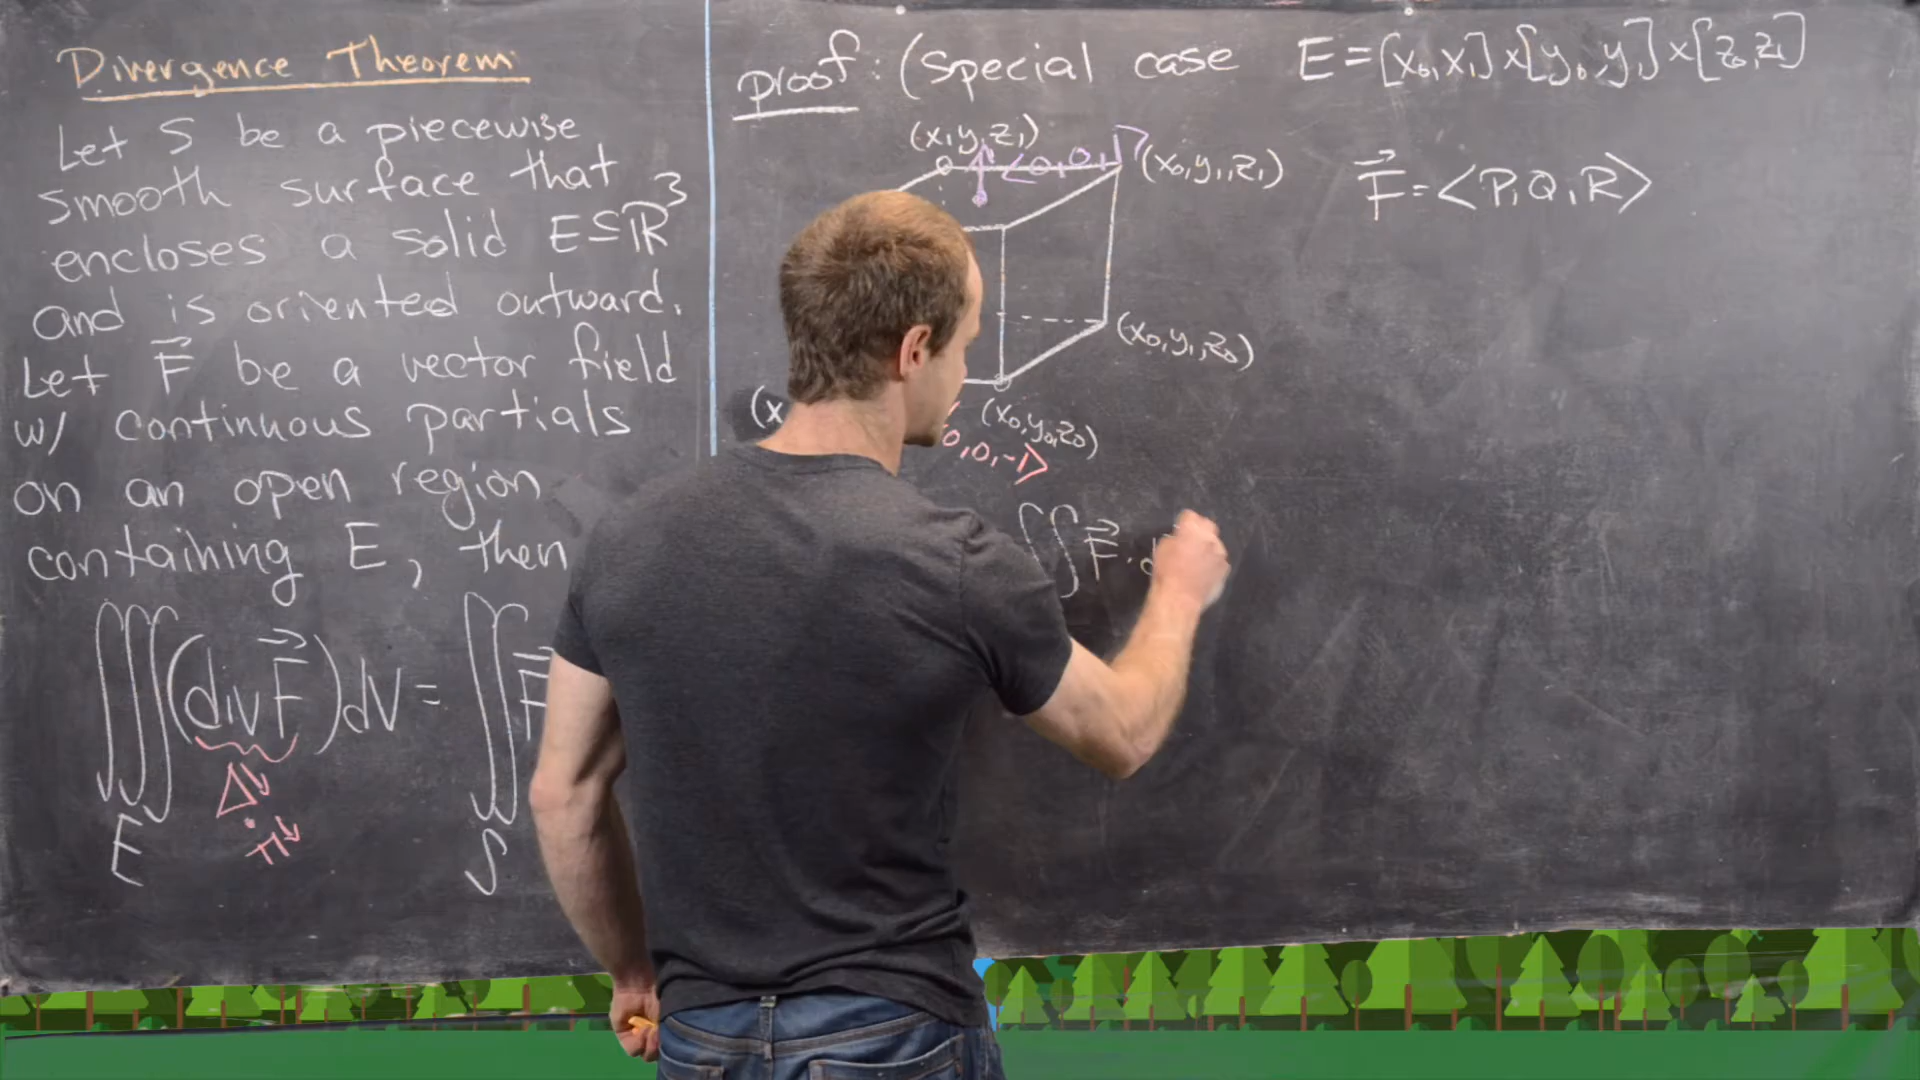 Divergence Theorem
Let S be a piecewise
smooth surface that
encloses a solid E⊆ℝ³
and is oriented outward.
Let F⃗ be a vector field
w/ continuous partials
on an open region
containing E, then
∭(div F⃗)dV = ∬ F⃗
E S
∇⃗
·
F⃗
proof: (Special case E=[x₀,x₁]×[y₀,y₁]×[z₀,z₁]
(x₁,y₁,z₁)
<0,0,1>
(x₀,y₁,z₁)
F⃗=<P,Q,R>
(x₀,y₁,z₀)
(x
(x₀,y₀,z₀)
0,0,-1>
∬ F⃗·d